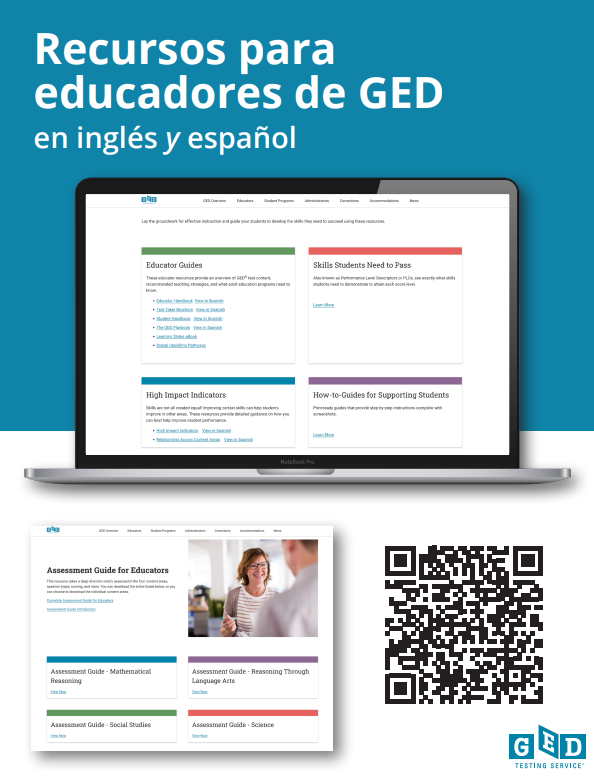 Recursos para
educadores de GED
en inglés y español
GED
GED Overview Educators Student Programs Administrators Corrections Accommodations News
Lay the groundwork for effective instruction and guide your students to develop the skills they need to succeed using these resources.
Educator Guides
These educator resources provide an overview of GED® test content,
recommended teaching strategies, and what adult education programs need to
know.
• Educator Handbook View in Spanish
• Test Taker Brochure View in Spanish
• Student Handbook View in Spanish
• The GED Playbook View in Spanish
• Learning Styles eBook
• Digital Upskilling Pathways
Skills Students Need to Pass
Also known as Performance Level Descriptors or PLDs, see exactly what skills
students need to demonstrate to attain each score level.
Learn More
High Impact Indicators
Skills are not all created equal! Improving certain skills can help students
improve in other areas. These resources provide detailed guidance on how you
can best help improve student performance.
• High Impact Indicators View in Spanish
• Relationship Across Content Areas View in Spanish
How-to-Guides for Supporting Students
Print-ready guides that provide step-by-step instructions complete with
screenshots.
Learn More
NoteBook Pro
GED
GED Overview Educators Student Programs Administrators Corrections Accommodations News
Assessment Guide for Educators
This resource takes a deep dive into what's assessed in the four content areas,
question types, scoring, and more. You can download the entire Guide below, or you
can choose to download the individual content areas.
Complete Assessment Guide for Educators
Assessment Guide Introduction
Assessment Guide - Mathematical
Reasoning
View Now
Assessment Guide - Reasoning Through
Language Arts
View Now
Assessment Guide - Social Studies
View Now
Assessment Guide - Science
View Now
GED
TESTING SERVICE®